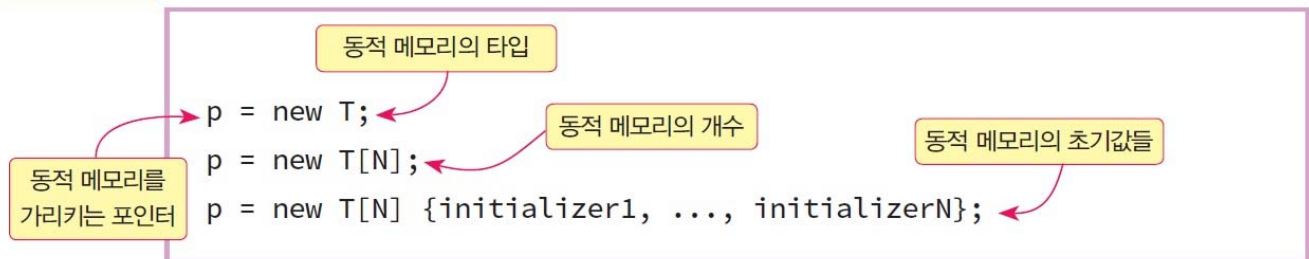 동적 메모리의 타입
p = new T;
동적 메모리의 개수
p = new T[N];
동적 메모리의 초기값들
동적 메모리를
가리키는 포인터
p = new T[N] {initializer1, ..., initializerN};